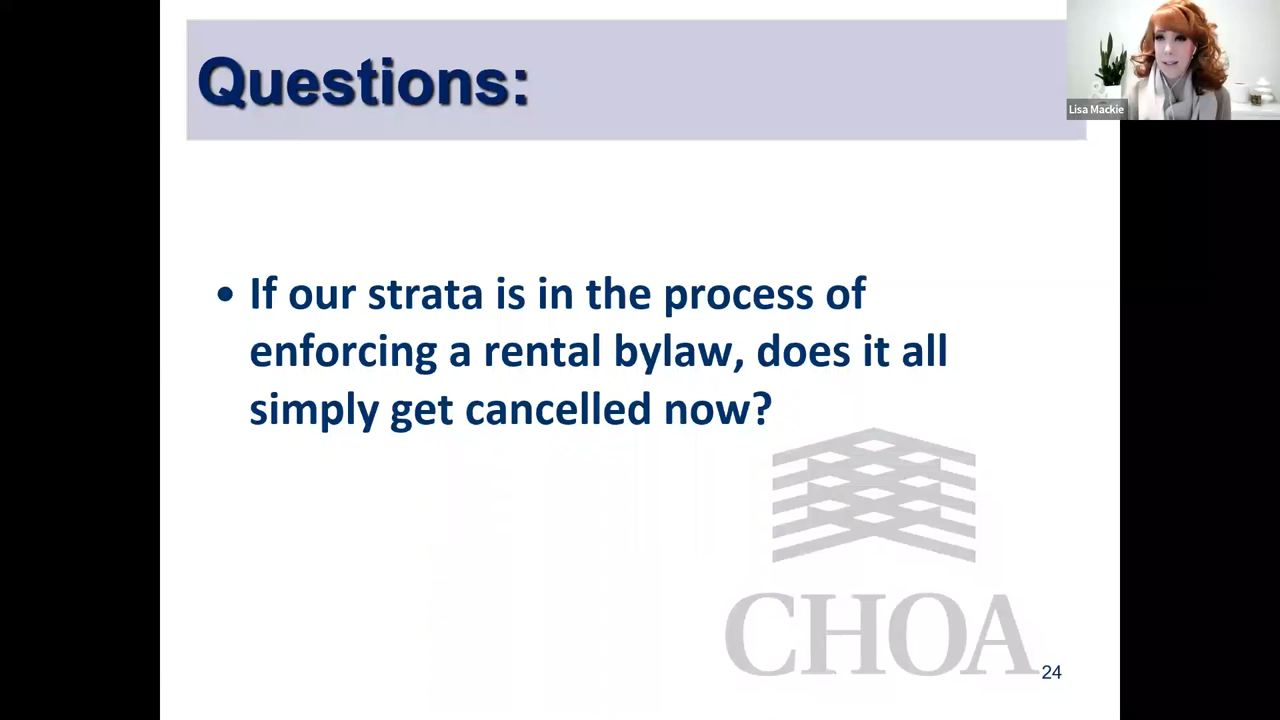 Questions:
Lisa Mackie
• If our strata is in the process of
enforcing a rental bylaw, does it all
simply get cancelled now?
CHOA
24